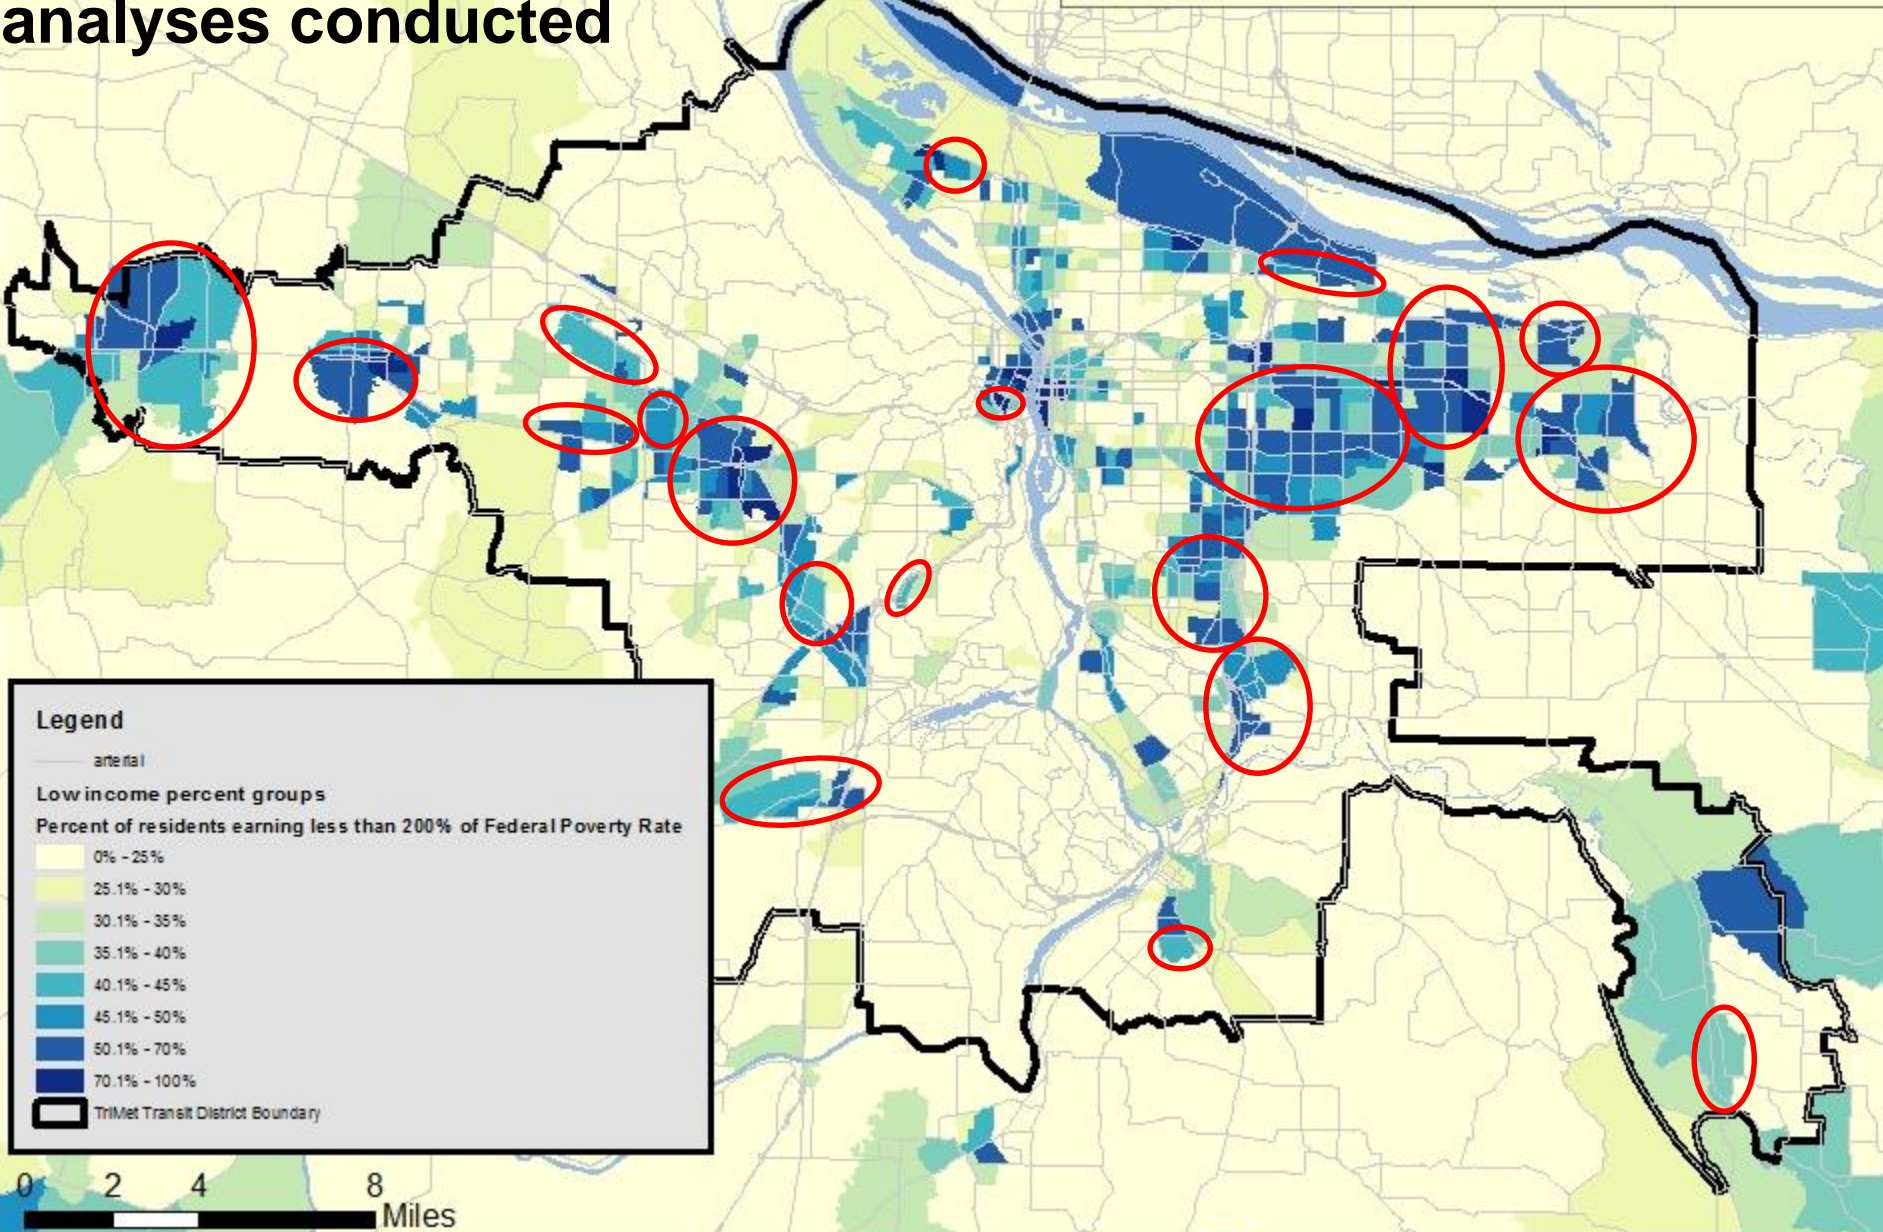 analyses conducted
Legend
arterial
Low income percent groups
Percent of residents earning less than 200% of Federal Poverty Rate
0% - 25%
25.1% - 30%
30.1% - 35%
35.1% - 40%
40.1% - 45%
45.1% - 50%
50.1% - 70%
70.1% - 100%
TriMet Transit District Boundary
0 2 4 8
Miles